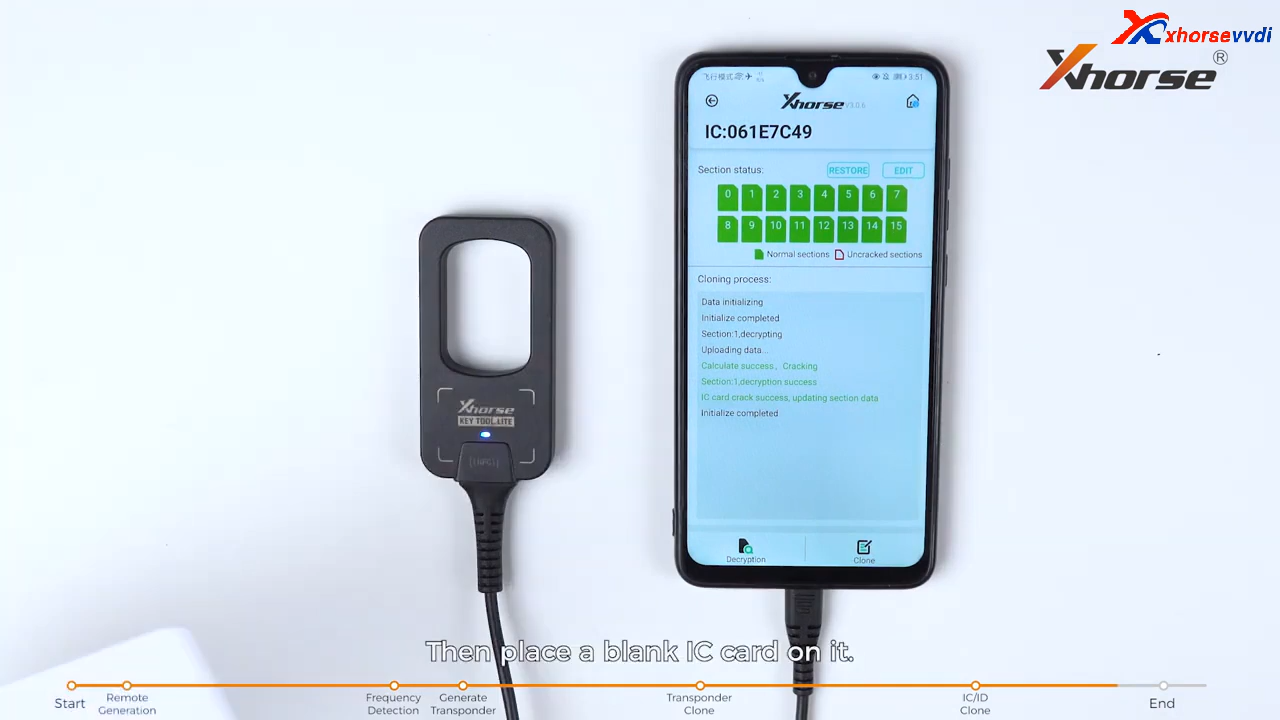 xhorsevvdi
Xhorse®
飞行模式
3:51
Xhorse V3.0.6
IC:061E7C49
Section status:
RESTORE
EDIT
0 1 2 3 4 5 6 7
8 9 10 11 12 13 14 15
Normal sections
Uncracked sections
Cloning process:
Data initializing
Initialize completed
Section:1,decrypting
Uploading data...
Calculate success，Cracking
Section:1,decryption success
IC card crack success, updating section data
Initialize completed
Decryption
Clone
Xhorse
KEY TOOL LITE
Then place a blank IC card on it.
Start
Remote
Generation
Frequency
Detection
Generate
Transponder
Transponder
Clone
IC/ID
Clone
End